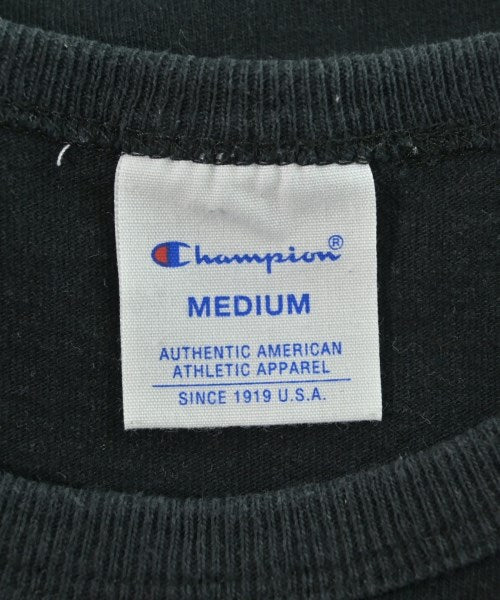 Champion®
MEDIUM
AUTHENTIC AMERICAN
ATHLETIC APPAREL
SINCE 1919 U.S.A.